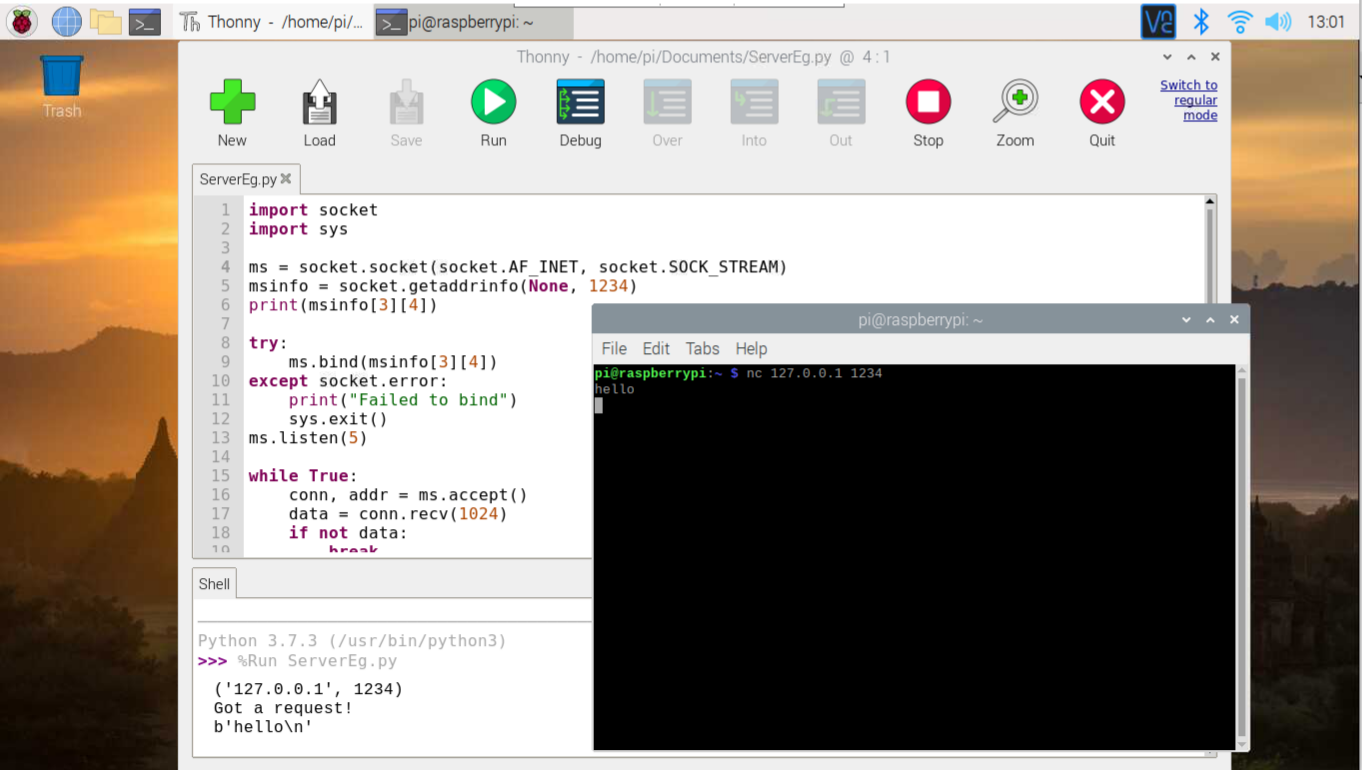 Thonny - /home/pi/...
pi@raspberrypi: ~
13:01
Trash
Thonny - /home/pi/Documents/ServerEg.py @ 4:1
New
Load
Save
Run
Debug
Over
Into
Out
Stop
Zoom
Quit
Switch to
regular
mode
ServerEg.py
1 import socket
2 import sys
3
4 ms = socket.socket(socket.AF_INET, socket.SOCK_STREAM)
5 msinfo = socket.getaddrinfo(None, 1234)
6 print(msinfo[3][4])
7
8 try:
9     ms.bind(msinfo[3][4])
10 except socket.error:
11     print("Failed to bind")
12     sys.exit()
13 ms.listen(5)
14
15 while True:
16     conn, addr = ms.accept()
17     data = conn.recv(1024)
18     if not data:
19         break
pi@raspberrypi: ~
File Edit Tabs Help
pi@raspberrypi:~ $ nc 127.0.0.1 1234
hello
Shell
Python 3.7.3 (/usr/bin/python3)
>>> %Run ServerEg.py
('127.0.0.1', 1234)
Got a request!
b'hello\n'